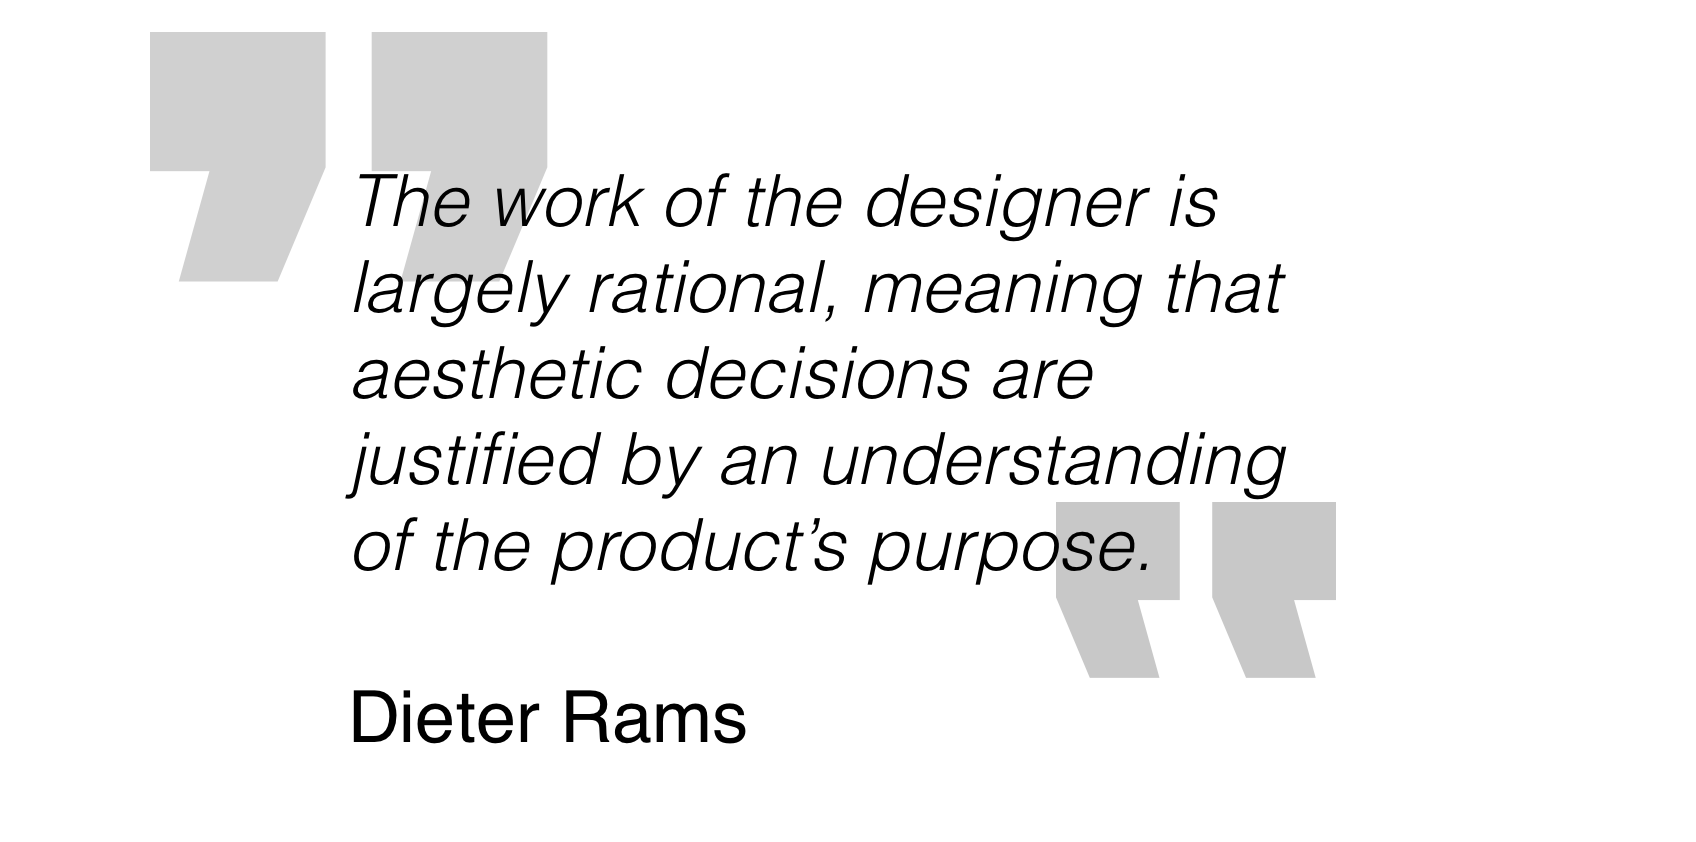 ”
The work of the designer is
largely rational, meaning that
aesthetic decisions are
justified by an understanding
of the product’s purpose.
‟
Dieter Rams